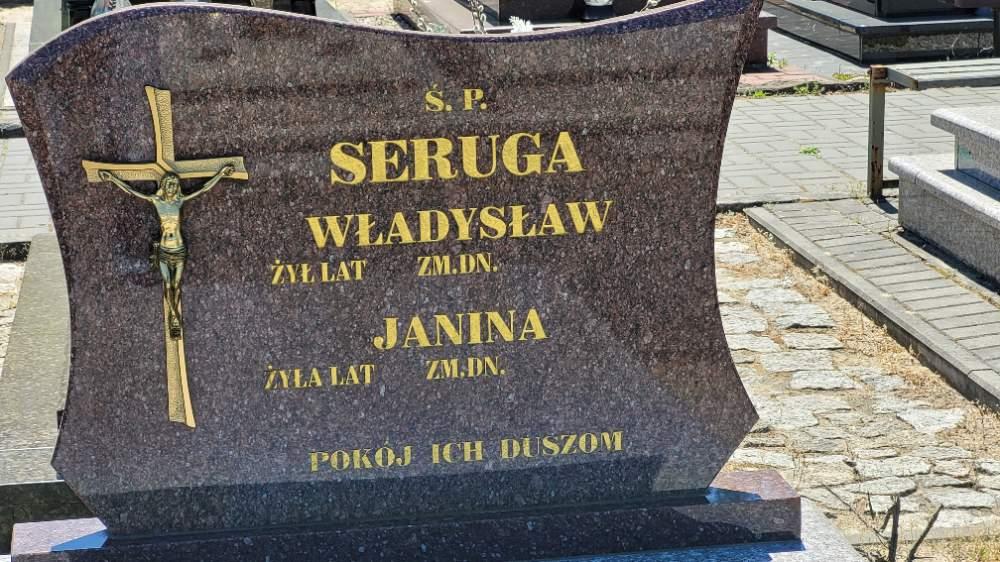 Ś. P.
SERUGA
WŁADYSŁAW
ŻYŁ LAT ZM.DN.
JANINA
ŻYŁA LAT ZM.DN.
POKÓJ ICH DUSZOM